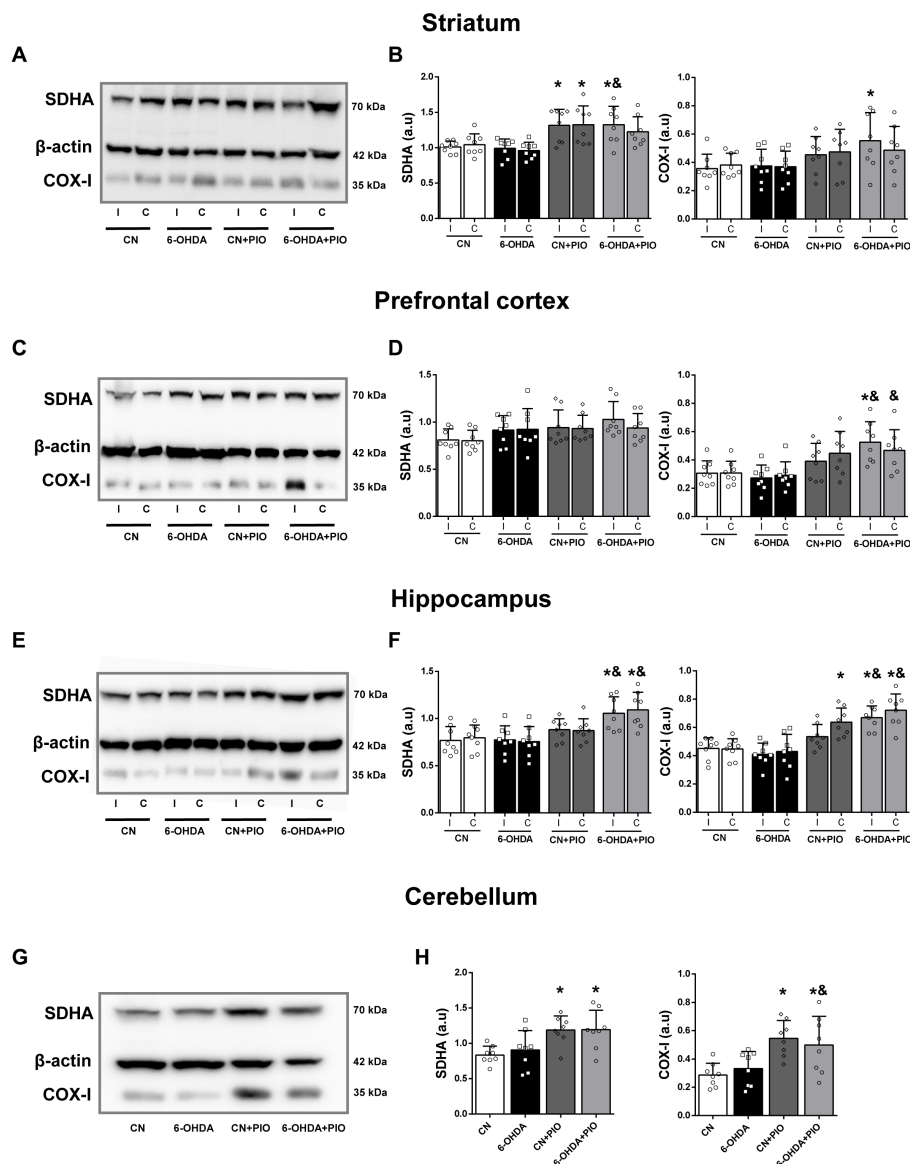 Striatum
A
SDHA
70 kDa
β-actin
42 kDa
COX-I
35 kDa
I C I C I C I C
CN 6-OHDA CN+PIO 6-OHDA+PIO
B
SDHA (a.u)
2.0
1.5
1.0
0.5
0.0
* * *&
I C I C I C I C
CN 6-OHDA CN+PIO 6-OHDA+PIO
COX-I (a.u)
1.0
0.8
0.6
0.4
0.2
0.0
*
I C I C I C I C
CN 6-OHDA CN+PIO 6-OHDA+PIO
Prefrontal cortex
C
SDHA
70 kDa
β-actin
42 kDa
COX-I
35 kDa
I C I C I C I C
CN 6-OHDA CN+PIO 6-OHDA+PIO
D
SDHA (a.u)
1.5
1.0
0.5
0.0
I C I C I C I C
CN 6-OHDA CN+PIO 6-OHDA+PIO
COX-I (a.u)
1.0
0.8
0.6
0.4
0.2
0.0
*& &
I C I C I C I C
CN 6-OHDA CN+PIO 6-OHDA+PIO
Hippocampus
E
SDHA
70 kDa
β-actin
42 kDa
COX-I
35 kDa
I C I C I C I C
CN 6-OHDA CN+PIO 6-OHDA+PIO
F
SDHA (a.u)
1.5
1.0
0.5
0.0
*& *&
I C I C I C I C
CN 6-OHDA CN+PIO 6-OHDA+PIO
COX-I (a.u)
1.0
0.8
0.6
0.4
0.2
0.0
* *& *&
I C I C I C I C
CN 6-OHDA CN+PIO 6-OHDA+PIO
Cerebellum
G
SDHA
70 kDa
β-actin
42 kDa
COX-I
35 kDa
CN 6-OHDA CN+PIO 6-OHDA+PIO
H
SDHA (a.u)
2.0
1.5
1.0
0.5
0.0
* *
CN 6-OHDA CN+PIO 6-OHDA+PIO
COX-I (a.u)
1.0
0.8
0.6
0.4
0.2
0.0
* *&
CN 6-OHDA CN+PIO 6-OHDA+PIO